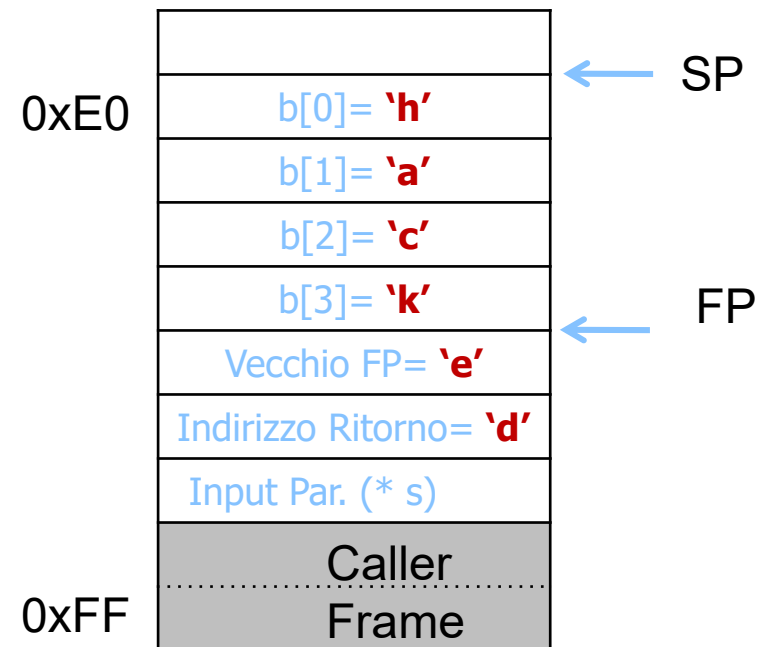 SP
0xE0
b[0]= ‘h’
b[1]= ‘a’
b[2]= ‘c’
b[3]= ‘k’
FP
Vecchio FP= ‘e’
Indirizzo Ritorno= ‘d’
Input Par. (* s)
Caller
0xFF
Frame